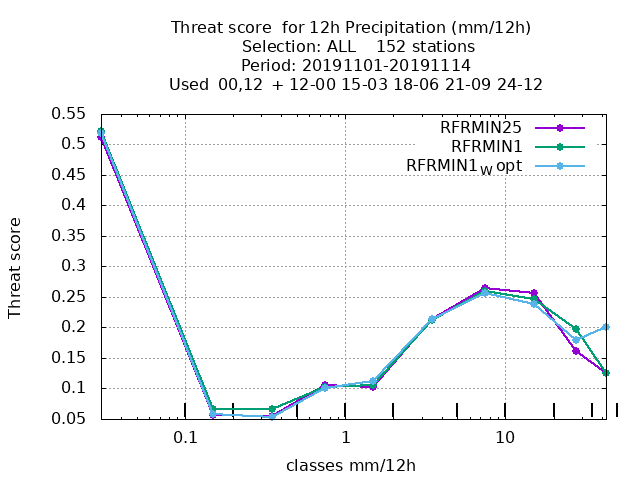 Threat score  for 12h Precipitation (mm/12h)
Selection: ALL    152 stations
Period: 20191101-20191114
Used  00,12  + 12-00 15-03 18-06 21-09 24-12
RFRMIN25
RFRMIN1
RFRMIN1W opt
0.55
0.5
0.45
0.4
0.35
0.3
0.25
0.2
0.15
0.1
0.05
Threat score
0.1
1
10
classes mm/12h